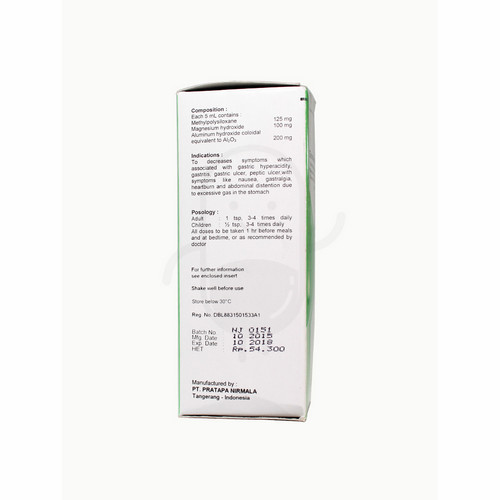 Composition :
Each 5 mL contains :
Methylpolysiloxane 125 mg
Magnesium hydroxide 100 mg
Aluminum hydroxide colloidal
equivalent to Al₂O₃ 200 mg
Indications :
To decreases symptoms which
associated with gastric hyperacidity,
gastritis, gastric ulcer, peptic ulcer,with
symptoms like nausea, gastralgia,
heartburn and abdominal distention due
to excessive gas in the stomach
Posology :
Adult 1 tsp, 3-4 times daily
Children ½ tsp, 3-4 times daily
All doses to be taken 1 hr before meals
and at bedtime, or as recommended by
doctor
For further information
see enclosed insert
Shake well before use
Store below 30°C
Reg. No. DBL8831501533A1
Batch No NJ 0151
Mfg. Date 10 2015
Exp. Date 10 2018
HET Rp.54.300
Manufactured by :
PT. PRATAPA NIRMALA
Tangerang - Indonesia